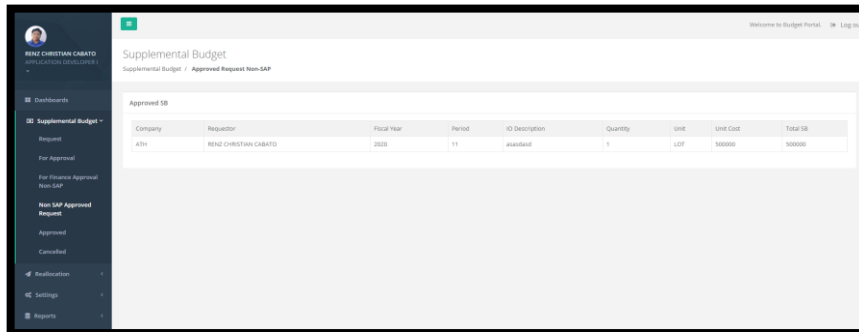 Welcome to Budget Portal.
RENZ CHRISTIAN CABATO
APPLICATION DEVELOPER I
Supplemental Budget
Supplemental Budget / Approved Request Non-SAP
Dashboards
Supplemental Budget
Request
For Approval
For Finance Approval
Non-SAP
Non SAP Approved
Request
Approved
Cancelled
Reallocation
Settings
Reports
Approved SB
Company Requestor Fiscal Year Period IO Description Quantity Unit Unit Cost Total SB
ATH RENZ CHRISTIAN CABATO 2020 11 asasdasd 1 LOT 500000 500000